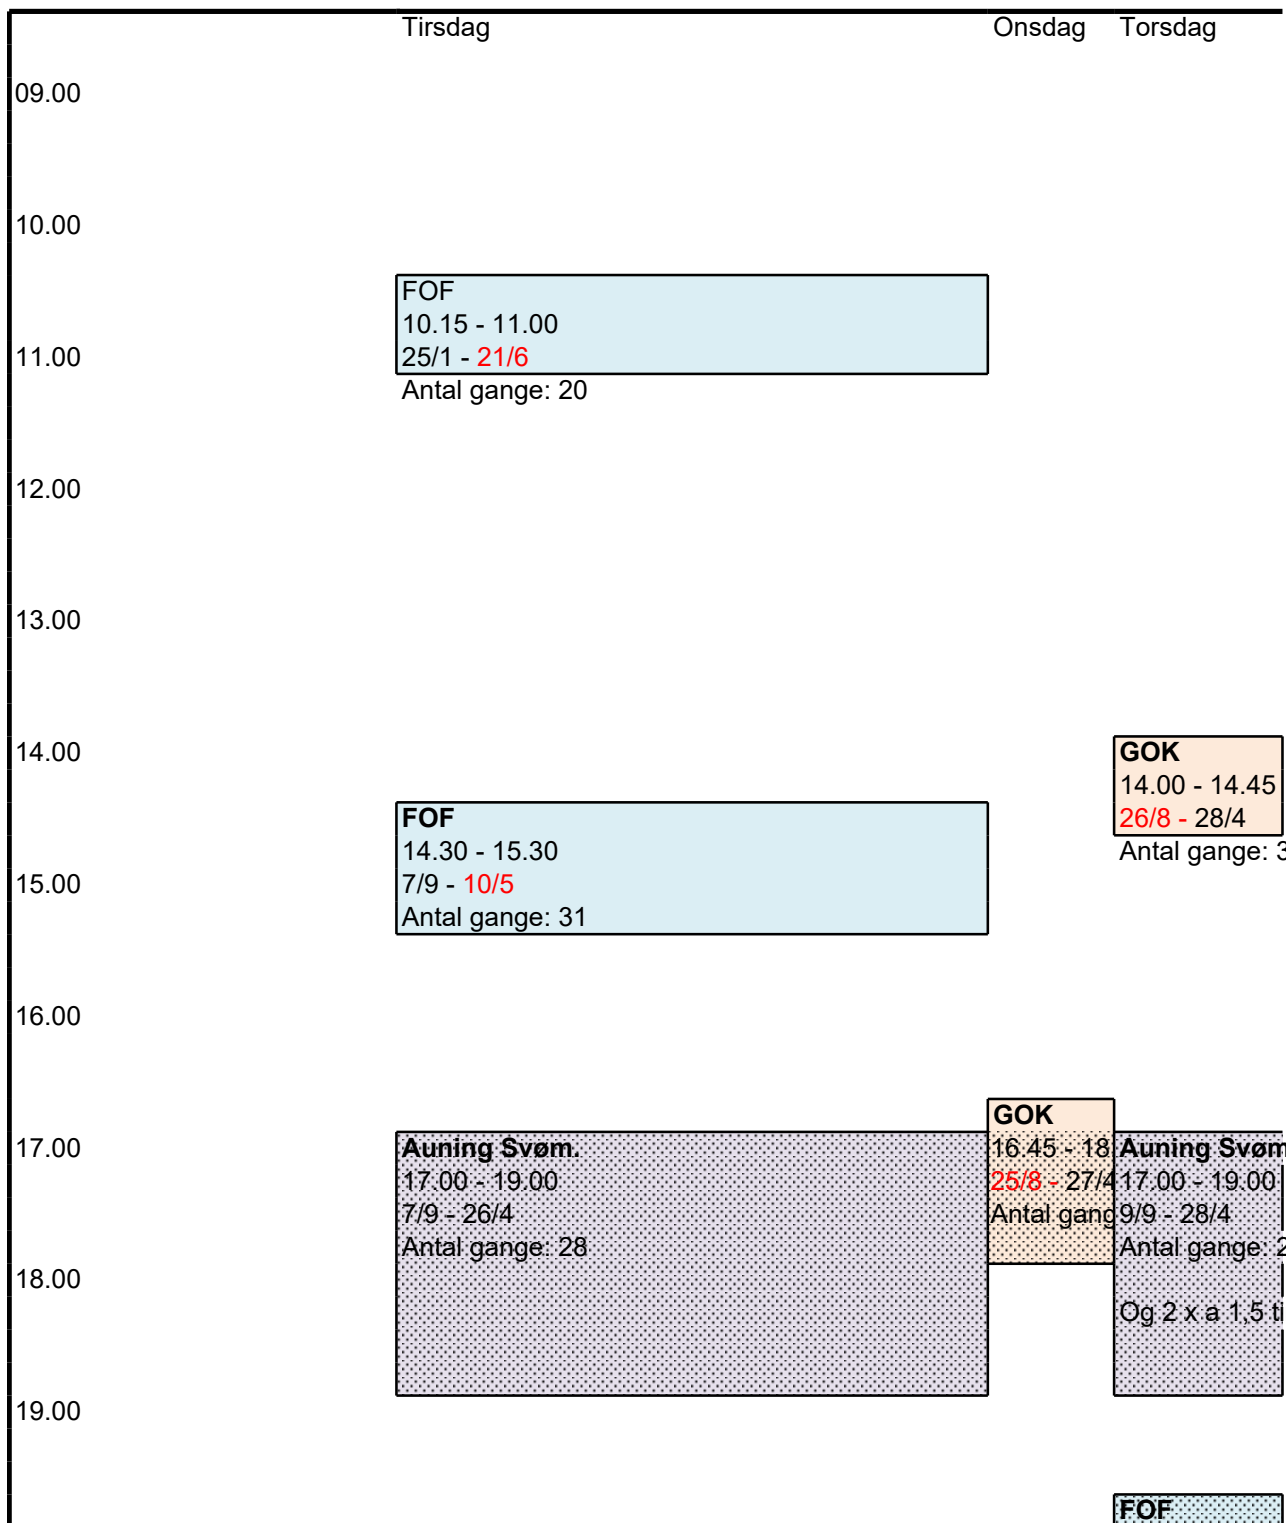 Tirsdag Onsdag Torsdag
09.00
10.00
FOF
10.15 - 11.00
11.00
25/1 - 21/6
Antal gange: 20
12.00
13.00
14.00
GOK
14.00 - 14.45
26/8 - 28/4
Antal gange:
FOF
14.30 - 15.30
15.00
7/9 - 10/5
Antal gange: 31
16.00
17.00
Auning Svøm.
17.00 - 19.00
7/9 - 26/4
Antal gange: 28
GOK
16.45 - 18
25/8 - 27/4
Antal gang
Auning Svøm
17.00 - 19.00
9/9 - 28/4
Antal gange: 2
18.00
Og 2 x a 1,5 ti
19.00
FOF